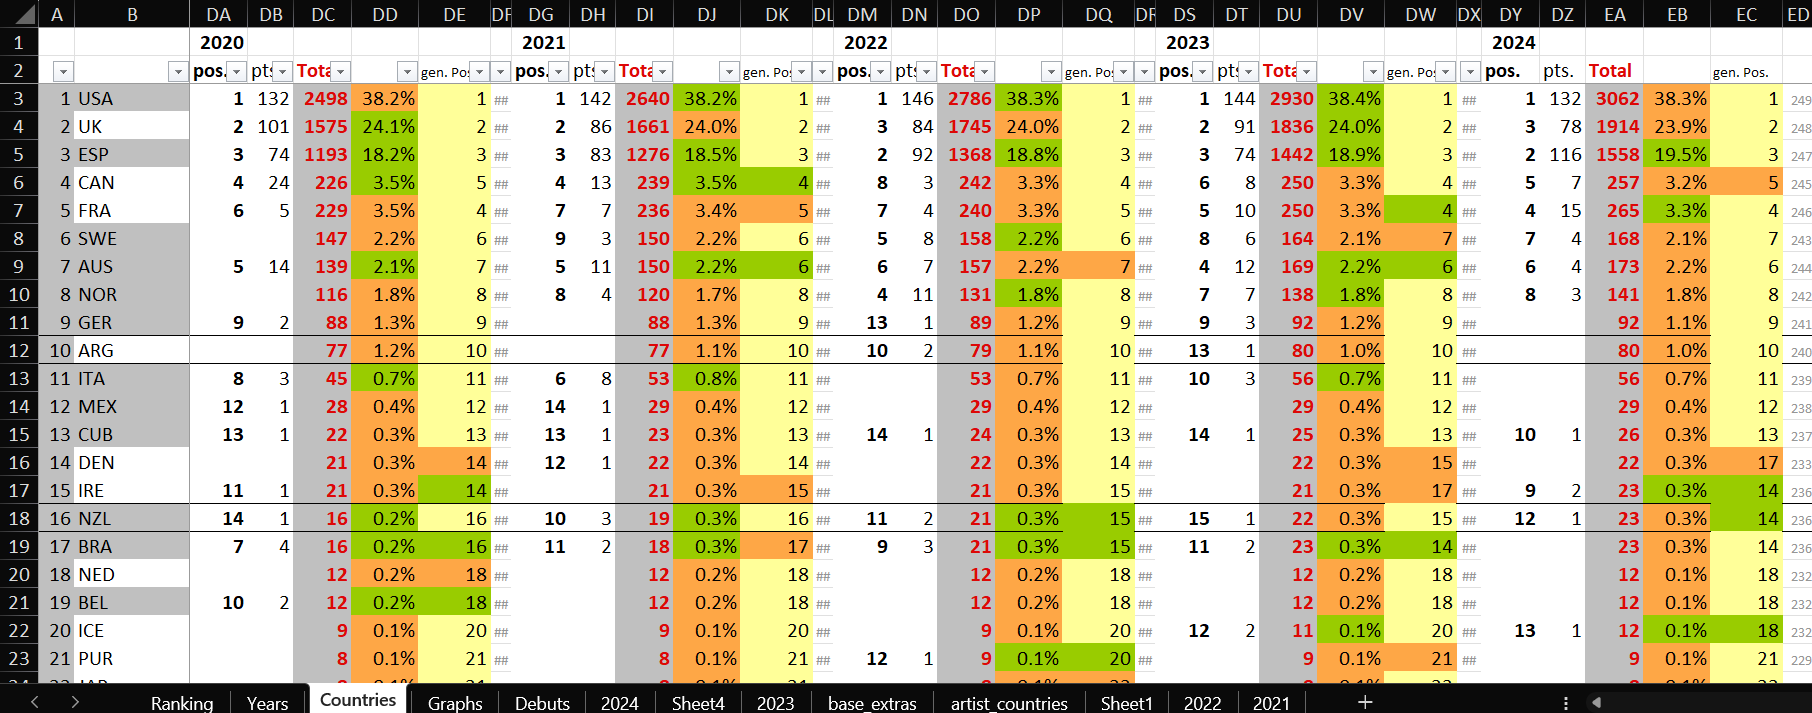 A B DA DB DC DD DE DF DG DH DI DJ DK DL DM DN DO DP DQ DR DS DT DU DV DW DX DY DZ EA EB EC ED
1 2020 2021 2022 2023 2024
2 pos. pts Tota gen. Pos pos. pts Tota gen. Pos pos. pts Tota gen. Pos pos. pts Tota gen. Pos pos. pts. Total gen. Pos.
3 1 USA 1 132 2498 38.2% 1 ## 1 142 2640 38.2% 1 ## 1 146 2786 38.3% 1 ## 1 144 2930 38.4% 1 ## 1 132 3062 38.3% 1 249
4 2 UK 2 101 1575 24.1% 2 ## 2 86 1661 24.0% 2 ## 3 84 1745 24.0% 2 ## 2 91 1836 24.0% 2 ## 3 78 1914 23.9% 2 248
5 3 ESP 3 74 1193 18.2% 3 ## 3 83 1276 18.5% 3 ## 2 92 1368 18.8% 3 ## 3 74 1442 18.9% 3 ## 2 116 1558 19.5% 3 247
6 4 CAN 4 24 226 3.5% 5 ## 4 13 239 3.5% 4 ## 8 3 242 3.3% 4 ## 6 8 250 3.3% 4 ## 5 7 257 3.2% 5 245
7 5 FRA 6 5 229 3.5% 4 ## 7 7 236 3.4% 5 ## 7 4 240 3.3% 5 ## 5 10 250 3.3% 4 ## 4 15 265 3.3% 4 246
8 6 SWE 147 2.2% 6 ## 9 3 150 2.2% 6 ## 5 8 158 2.2% 6 ## 8 6 164 2.1% 7 ## 7 4 168 2.1% 7 243
9 7 AUS 5 14 139 2.1% 7 ## 5 11 150 2.2% 6 ## 6 7 157 2.2% 7 ## 4 12 169 2.2% 6 ## 6 4 173 2.2% 6 244
10 8 NOR 116 1.8% 8 ## 8 4 120 1.7% 8 ## 4 11 131 1.8% 8 ## 7 7 138 1.8% 8 ## 8 3 141 1.8% 8 242
11 9 GER 9 2 88 1.3% 9 ## 88 1.3% 9 ## 13 1 89 1.2% 9 ## 9 3 92 1.2% 9 ## 92 1.1% 9 241
12 10 ARG 77 1.2% 10 ## 77 1.1% 10 ## 10 2 79 1.1% 10 ## 13 1 80 1.0% 10 ## 80 1.0% 10 240
13 11 ITA 8 3 45 0.7% 11 ## 6 8 53 0.8% 11 ## 53 0.7% 11 ## 10 3 56 0.7% 11 ## 56 0.7% 11 239
14 12 MEX 12 1 28 0.4% 12 ## 14 1 29 0.4% 12 ## 29 0.4% 12 ## 29 0.4% 12 ## 29 0.4% 12 238
15 13 CUB 13 1 22 0.3% 13 ## 13 1 23 0.3% 13 ## 14 1 24 0.3% 13 ## 14 1 25 0.3% 13 ## 10 1 26 0.3% 13 237
16 14 DEN 21 0.3% 14 ## 12 1 22 0.3% 14 ## 22 0.3% 14 ## 22 0.3% 15 ## 22 0.3% 17 233
17 15 IRE 11 1 21 0.3% 14 ## 21 0.3% 15 ## 21 0.3% 15 ## 21 0.3% 17 ## 9 2 23 0.3% 14 236
18 16 NZL 14 1 16 0.2% 16 ## 10 3 19 0.3% 16 ## 11 2 21 0.3% 15 ## 15 1 22 0.3% 15 ## 12 1 23 0.3% 14 236
19 17 BRA 7 4 16 0.2% 16 ## 11 2 18 0.3% 17 ## 9 3 21 0.3% 15 ## 11 2 23 0.3% 14 ## 23 0.3% 14 236
20 18 NED 12 0.2% 18 ## 12 0.2% 18 ## 12 0.2% 18 ## 12 0.2% 18 ## 12 0.1% 18 232
21 19 BEL 10 2 12 0.2% 18 ## 12 0.2% 18 ## 12 0.2% 18 ## 12 0.2% 18 ## 12 0.1% 18 232
22 20 ICE 9 0.1% 20 ## 9 0.1% 20 ## 9 0.1% 20 ## 12 2 11 0.1% 20 ## 13 1 12 0.1% 18 232
23 21 PUR 8 0.1% 21 ## 8 0.1% 21 ## 12 1 9 0.1% 20 ## 9 0.1% 21 ## 9 0.1% 21 229
Ranking Years Countries Graphs Debuts 2024 Sheet4 2023 base_extras artist_countries Sheet1 2022 2021